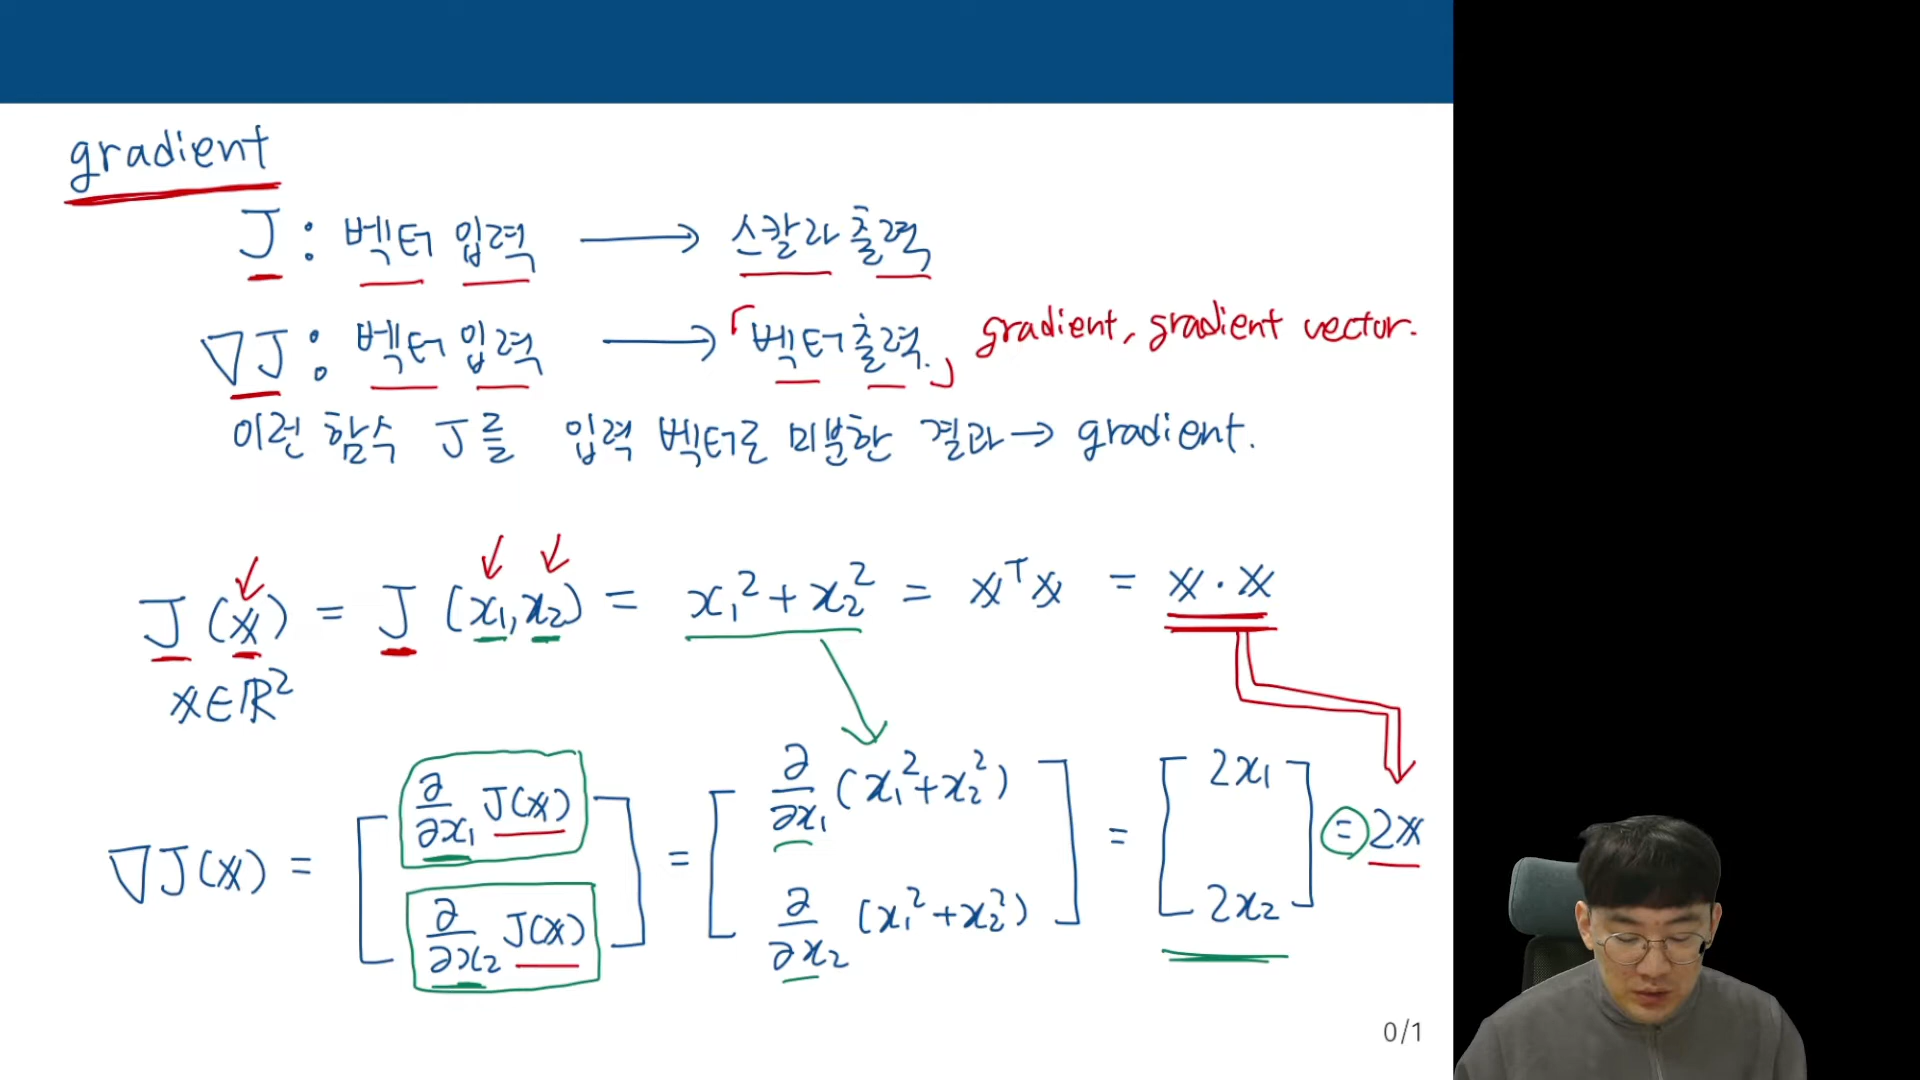 gradient
J : 벡터 입력 → 스칼라 출력
∇J : 벡터 입력 → 「벡터 출력.」 gradient, gradient vector.
이런 함수 J를 입력 벡터로 미분한 결과 → gradient.
J(𝕩) = J(x₁, x₂) = x₁² + x₂² = 𝕩ᵀ𝕩 = 𝕩·𝕩
𝕩 ∈ ℝ²
∇J(𝕩) = [ ∂/∂x₁ J(𝕩) ; ∂/∂x₂ J(𝕩) ] = [ ∂/∂x₁ (x₁²+x₂²) ; ∂/∂x₂ (x₁²+x₂²) ] = [ 2x₁ ; 2x₂ ] = 2𝕩
0/1